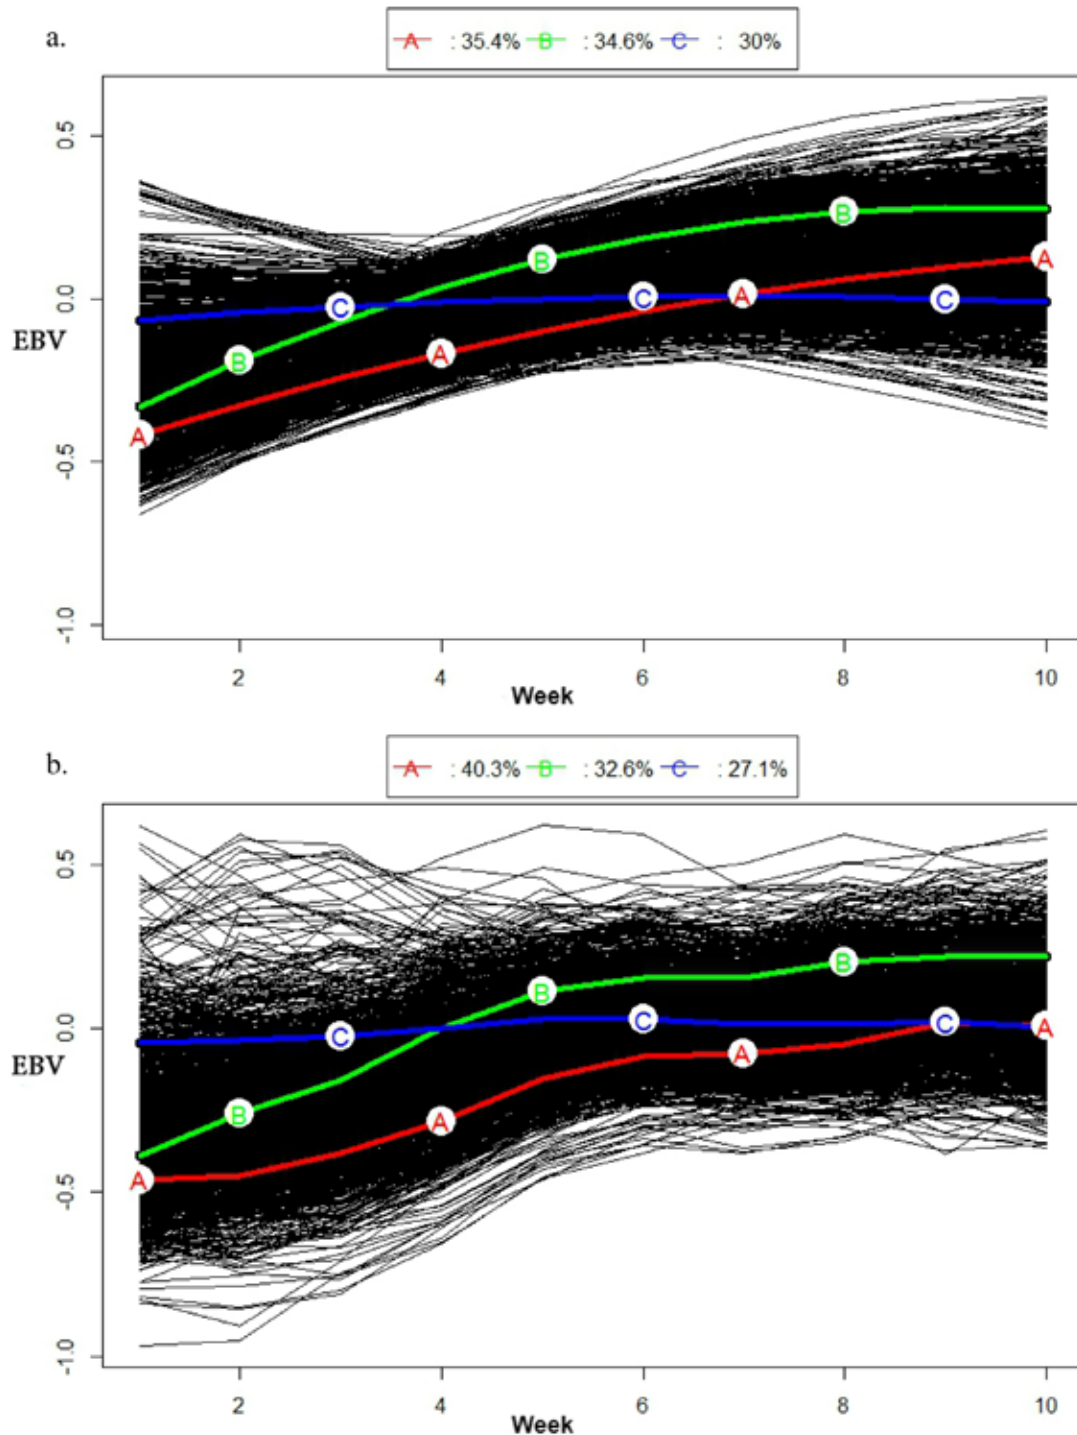 a.
A : 35.4% B : 34.6% C : 30%
0.5
0.0
EBV
-0.5
-1.0
B B B
C C C
A A A A
2 4 6 8 10
Week
b.
A : 40.3% B : 32.6% C : 27.1%
0.5
0.0
EBV
-0.5
-1.0
B B B
C C C
A A A A
2 4 6 8 10
Week